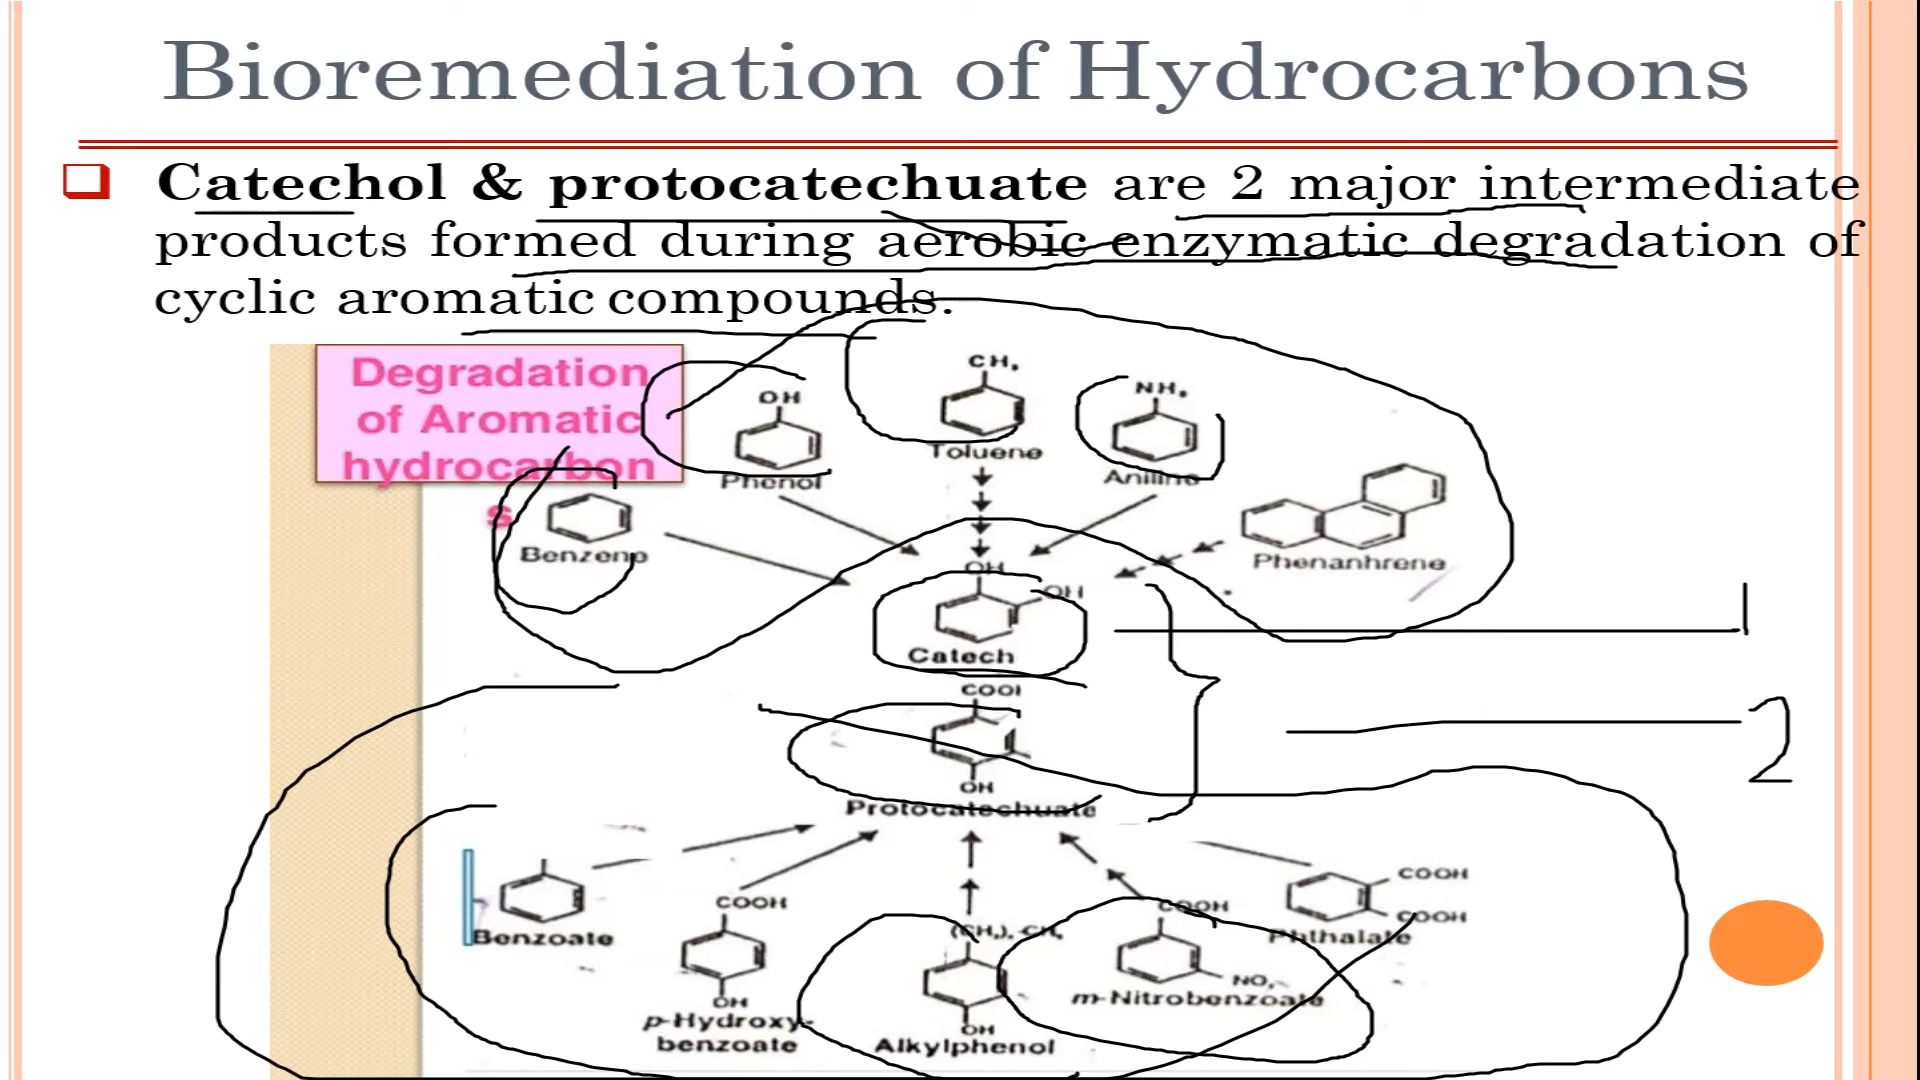 Bioremediation of Hydrocarbons
Catechol & protocatechuate are 2 major intermediate
products formed during aerobic enzymatic degradation of
cyclic aromatic compounds.
Degradation
of Aromatic
hydrocarbon
s
CH₃
OH
NH₂
Toluene
Phenol
Aniline
Benzene
Phenanhrene
OH
OH
Catech
1
COOI
2
OH
Protocatechuate
COOH
COOH
COOH
COOH
Benzoate
Phthalate
NO₂
OH
m-Nitrobenzoate
p-Hydroxy-
benzoate
OH
Alkylphenol